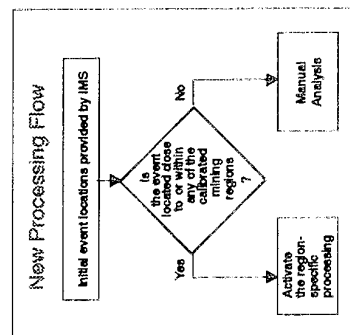 New Processing Flow
Initial event locations provided by IMS
Is
the event
located close
to or within
any of the
calibrated
mining
regions
?
Yes
No
Activate
the region-
specific
processing
Manual
Analysis